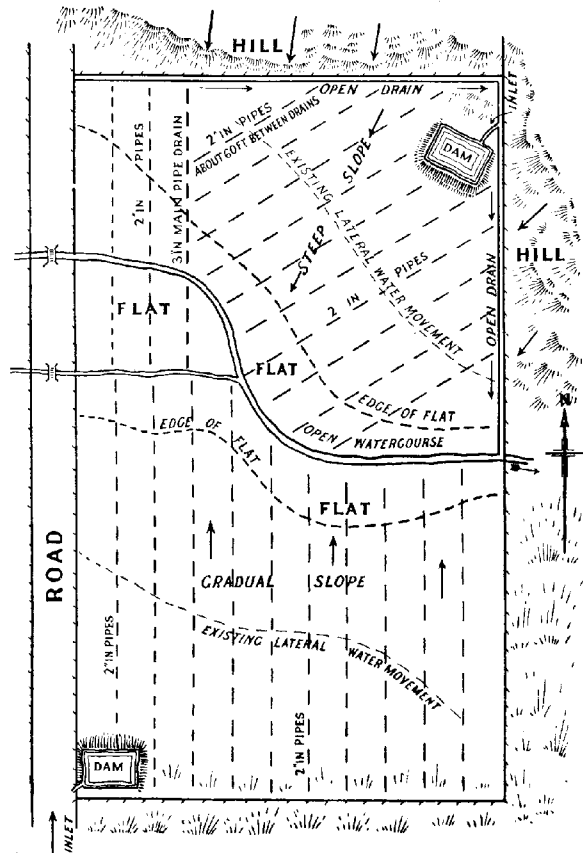 HILL
OPEN DRAIN
INLET
2" IN PIPES
ABOUT 60FT BETWEEN DRAINS
DAM
2" IN PIPES
3" IN MAIN PIPE DRAIN
SLOPE
EXISTING LATERAL WATER MOVEMENT
STEEP
HILL
2 IN PIPES
OPEN DRAIN
FLAT
FLAT
EDGE OF FLAT
N
EDGE OF FLAT
OPEN WATERCOURSE
FLAT
ROAD
GRADUAL SLOPE
EXISTING LATERAL WATER MOVEMENT
2" IN PIPES
2" IN PIPES
DAM
INLET